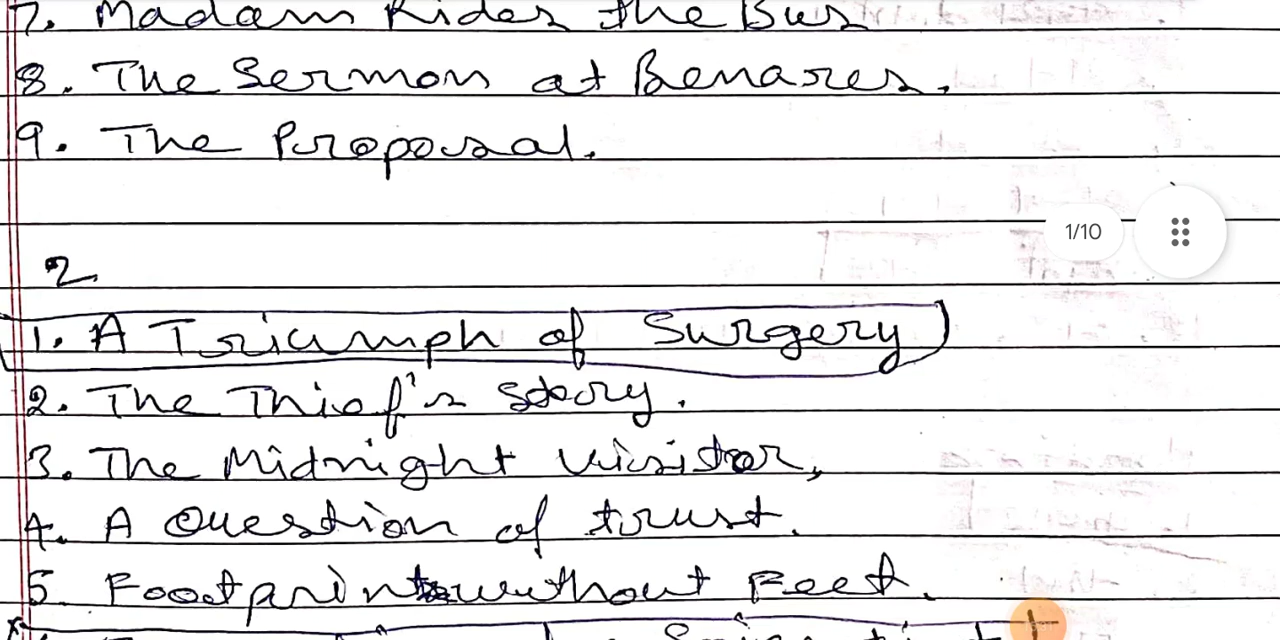 7. Madam Rides the Bus
8. The Sermon at Benares.
9. The Proposal.
1/10
2
1. A Triumph of Surgery
2. The Thief's Story.
3. The Midnight Visitor,
4. A Question of trust.
5. Footprints without Feet.